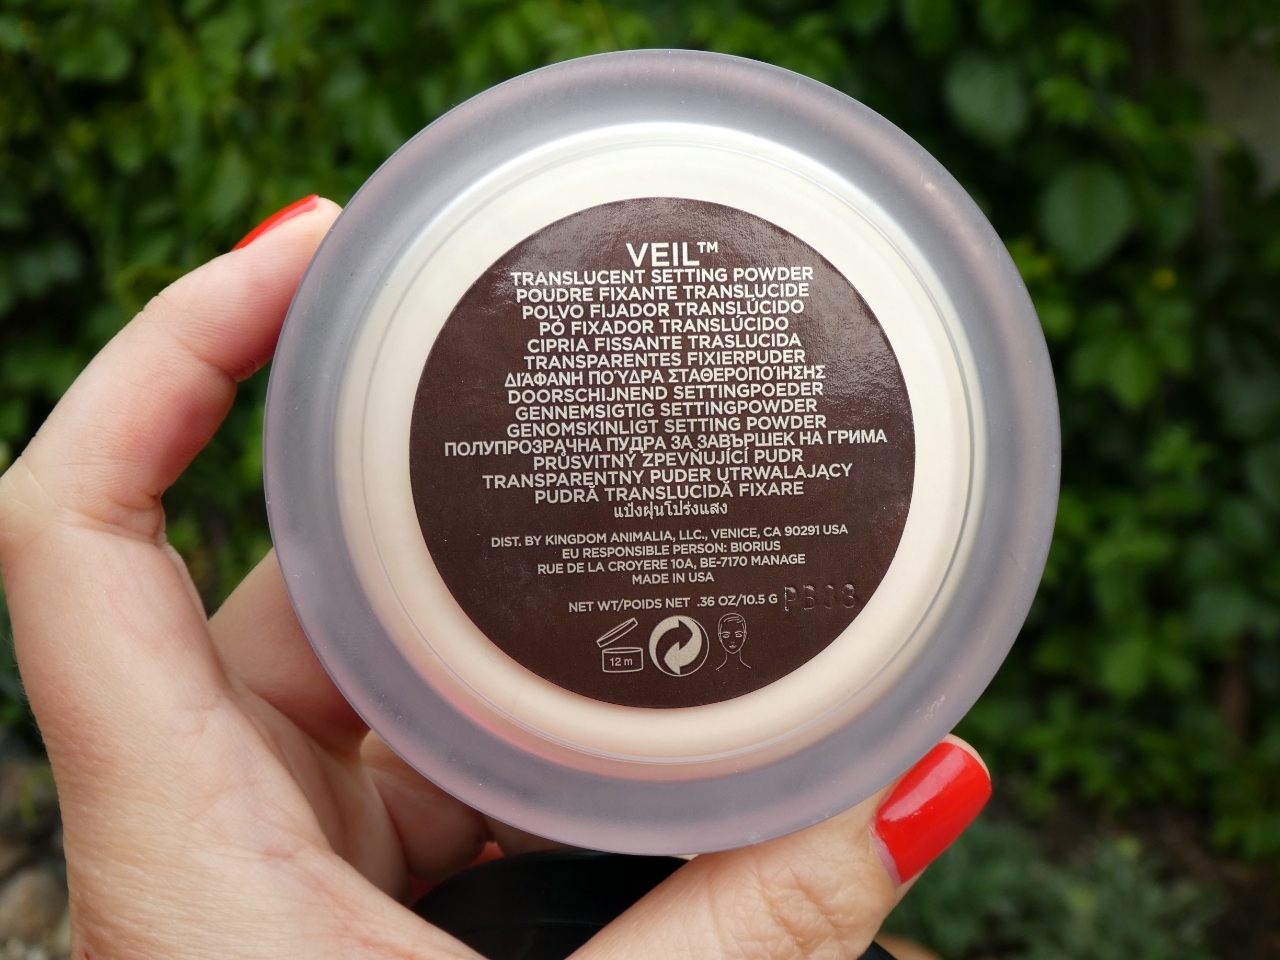 VEIL™
TRANSLUCENT SETTING POWDER
POUDRE FIXANTE TRANSLUCIDE
POLVO FIJADOR TRANSLÚCIDO
PÓ FIXADOR TRANSLÚCIDO
CIPRIA FISSANTE TRASLUCIDA
TRANSPARENTES FIXIERPUDER
ΔΙΆΦΑΝΗ ΠΟΎΔΡΑ ΣΤΑΘΕΡΟΠΟΊΗΣΗΣ
DOORSCHIJNEND SETTINGPOEDER
GENNEMSIGTIG SETTINGPOWDER
GENOMSKINLIGT SETTING POWDER
ПОЛУПРОЗРАЧНА ПУДРА ЗА ЗАВЪРШЕК НА ГРИМА
PRŮSVITNÝ ZPEVŇUJÍCÍ PUDR
TRANSPARENTNY PUDER UTRWALAJĄCY
PUDRĂ TRANSLUCIDĂ FIXARE
แป้งฝุ่นโปร่งแสง
DIST. BY KINGDOM ANIMALIA, LLC., VENICE, CA 90291 USA
EU RESPONSIBLE PERSON: BIORIUS
RUE DE LA CROYERE 10A, BE-7170 MANAGE
MADE IN USA
NET WT/POIDS NET .36 OZ/10.5 G PB08
12 m